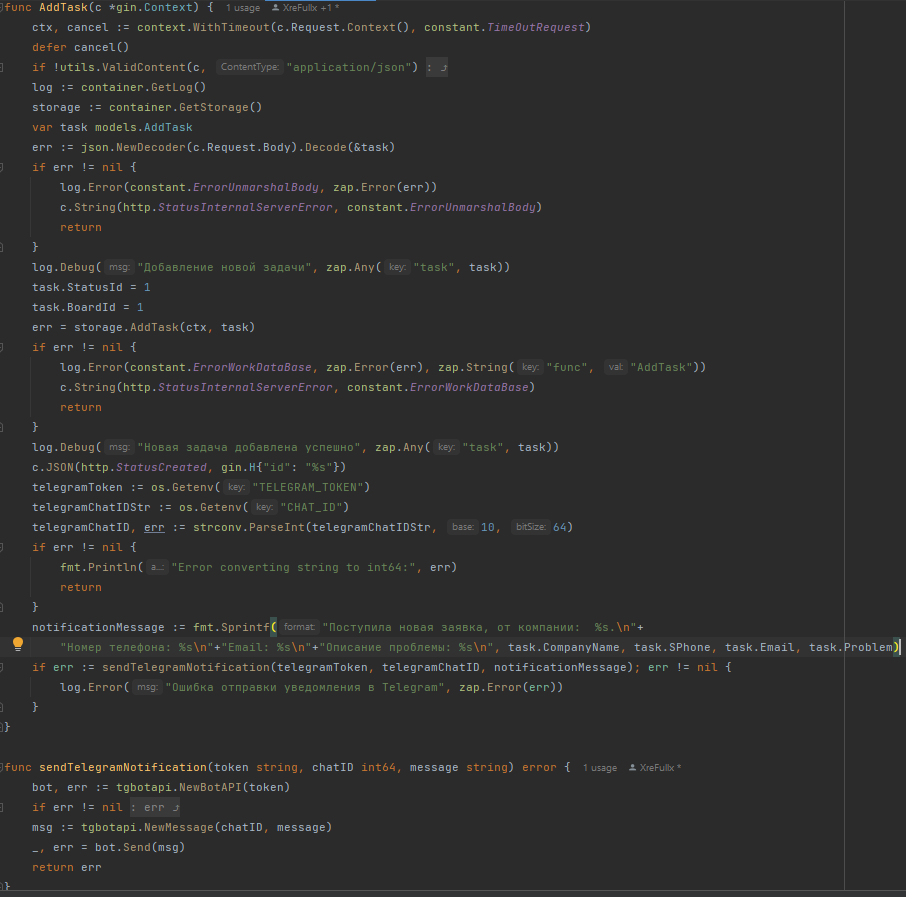 func AddTask(c *gin.Context) { 1 usage XreFullx +1 *
ctx, cancel := context.WithTimeout(c.Request.Context(), constant.TimeOutRequest)
defer cancel()
if !utils.ValidContent(c, ContentType: "application/json") :
log := container.GetLog()
storage := container.GetStorage()
var task models.AddTask
err := json.NewDecoder(c.Request.Body).Decode(&task)
if err != nil {
log.Error(constant.ErrorUnmarshalBody, zap.Error(err))
c.String(http.StatusInternalServerError, constant.ErrorUnmarshalBody)
return
}
log.Debug( msg: "Добавление новой задачи", zap.Any( key: "task", task))
task.StatusId = 1
task.BoardId = 1
err = storage.AddTask(ctx, task)
if err != nil {
log.Error(constant.ErrorWorkDataBase, zap.Error(err), zap.String( key: "func", val: "AddTask"))
c.String(http.StatusInternalServerError, constant.ErrorWorkDataBase)
return
}
log.Debug( msg: "Новая задача добавлена успешно", zap.Any( key: "task", task))
c.JSON(http.StatusCreated, gin.H{"id": "%s"})
telegramToken := os.Getenv( key: "TELEGRAM_TOKEN")
telegramChatIDStr := os.Getenv( key: "CHAT_ID")
telegramChatID, err := strconv.ParseInt(telegramChatIDStr, base: 10, bitSize: 64)
if err != nil {
fmt.Println( a...: "Error converting string to int64:", err)
return
}
notificationMessage := fmt.Sprintf( format: "Поступила новая заявка, от компании:  %s.\n"+
"Номер телефона: %s\n"+"Email: %s\n"+"Описание проблемы: %s\n", task.CompanyName, task.SPhone, task.Email, task.Problem)
if err := sendTelegramNotification(telegramToken, telegramChatID, notificationMessage); err != nil {
log.Error( msg: "Ошибка отправки уведомления в Telegram", zap.Error(err))
}
}
func sendTelegramNotification(token string, chatID int64, message string) error { 1 usage XreFullx *
bot, err := tgbotapi.NewBotAPI(token)
if err != nil : err
msg := tgbotapi.NewMessage(chatID, message)
_, err = bot.Send(msg)
return err
}